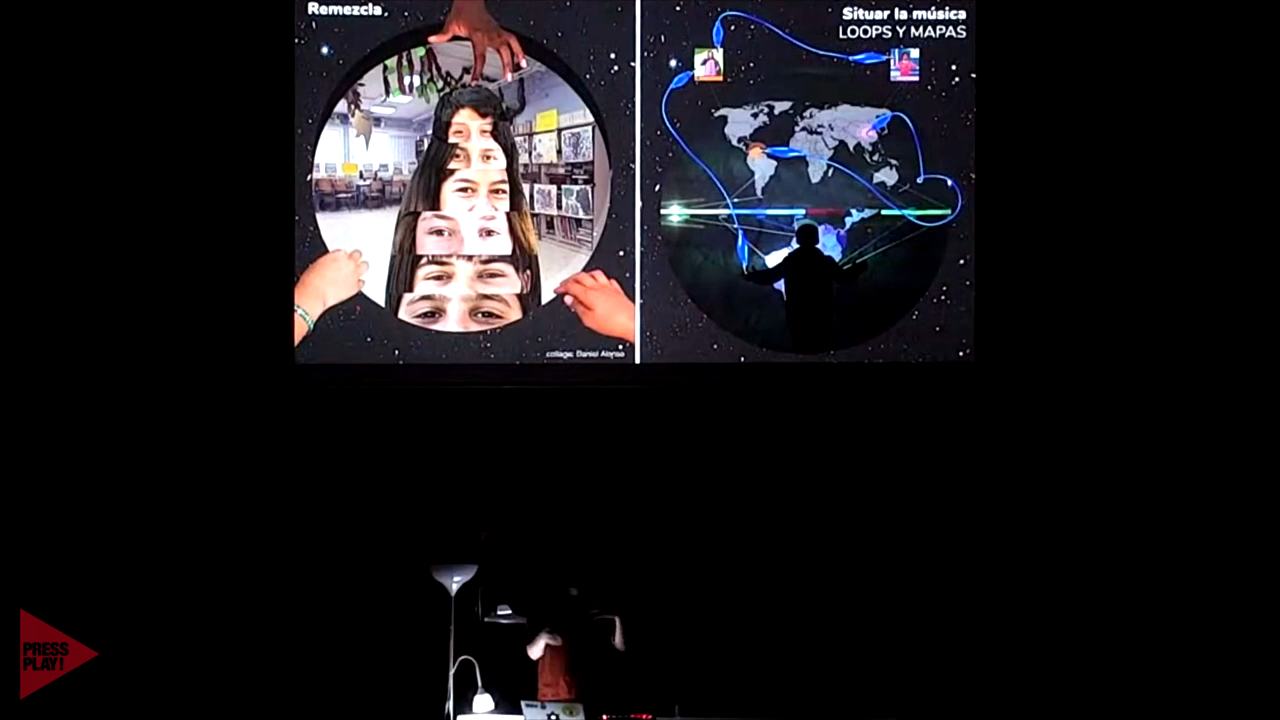 Remezcla
Situar la música
LOOPS Y MAPAS
collage: Daniel Alonso
PRESS
PLAY!